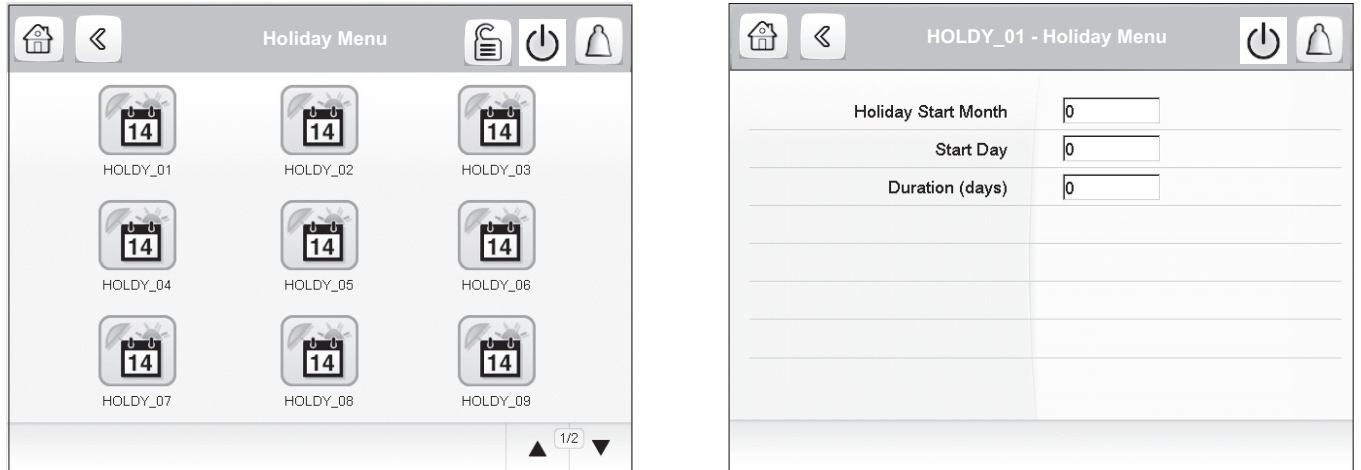 Holiday Menu
14 14 14
HOLDY_01 HOLDY_02 HOLDY_03
14 14 14
HOLDY_04 HOLDY_05 HOLDY_06
14 14 14
HOLDY_07 HOLDY_08 HOLDY_09
1/2
HOLDY_01 - Holiday Menu
Holiday Start Month 0
Start Day 0
Duration (days) 0